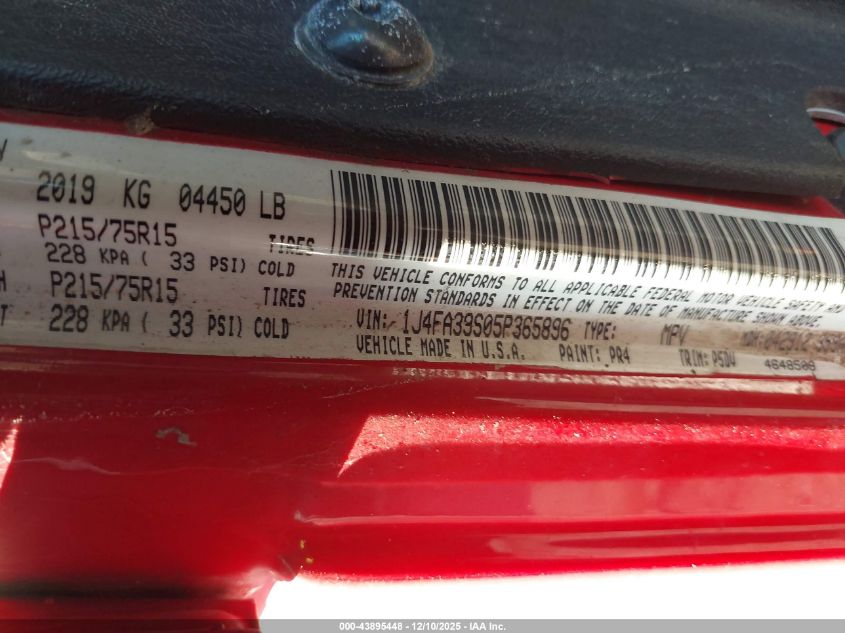 2019 KG 04450 LB
P215/75R15 TIRES
228 KPA ( 33 PSI) COLD
P215/75R15 TIRES
228 KPA ( 33 PSI) COLD
THIS VEHICLE CONFORMS TO ALL APPLICABLE FEDERAL MOTOR VEHICLE SAFETY AND
PREVENTION STANDARDS IN EFFECT ON THE DATE OF MANUFACTURE SHOWN ABOVE.
VIN: 1J4FA39S05P365896 TYPE: MPV
VEHICLE MADE IN U.S.A. PAINT: PR4 TRIM: P5DV 4648508
000-43895448 - 12/10/2025 - IAA Inc.